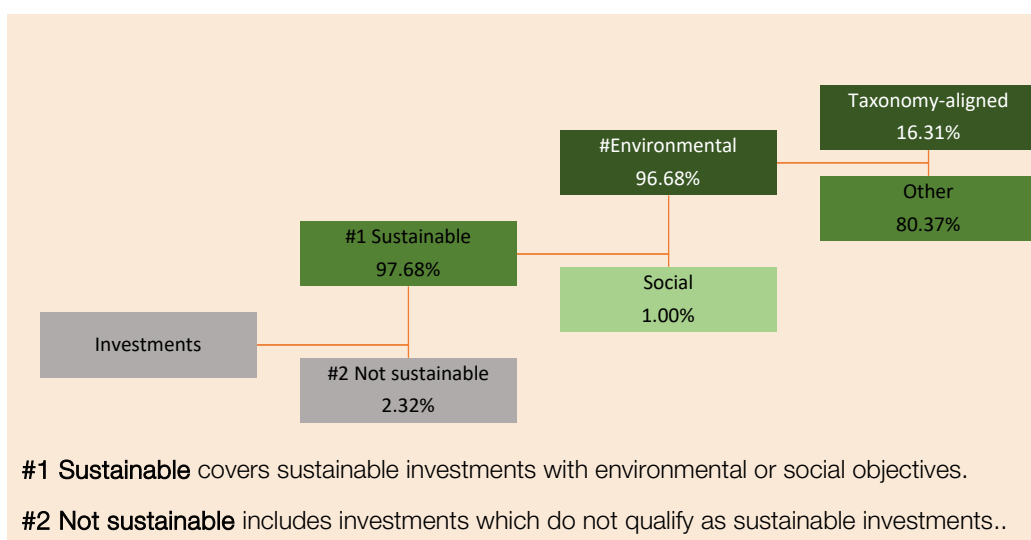 Taxonomy-aligned
16.31%
#Environmental
96.68%
Other
80.37%
#1 Sustainable
97.68%
Social
1.00%
Investments
#2 Not sustainable
2.32%
#1 Sustainable covers sustainable investments with environmental or social objectives.
#2 Not sustainable includes investments which do not qualify as sustainable investments..